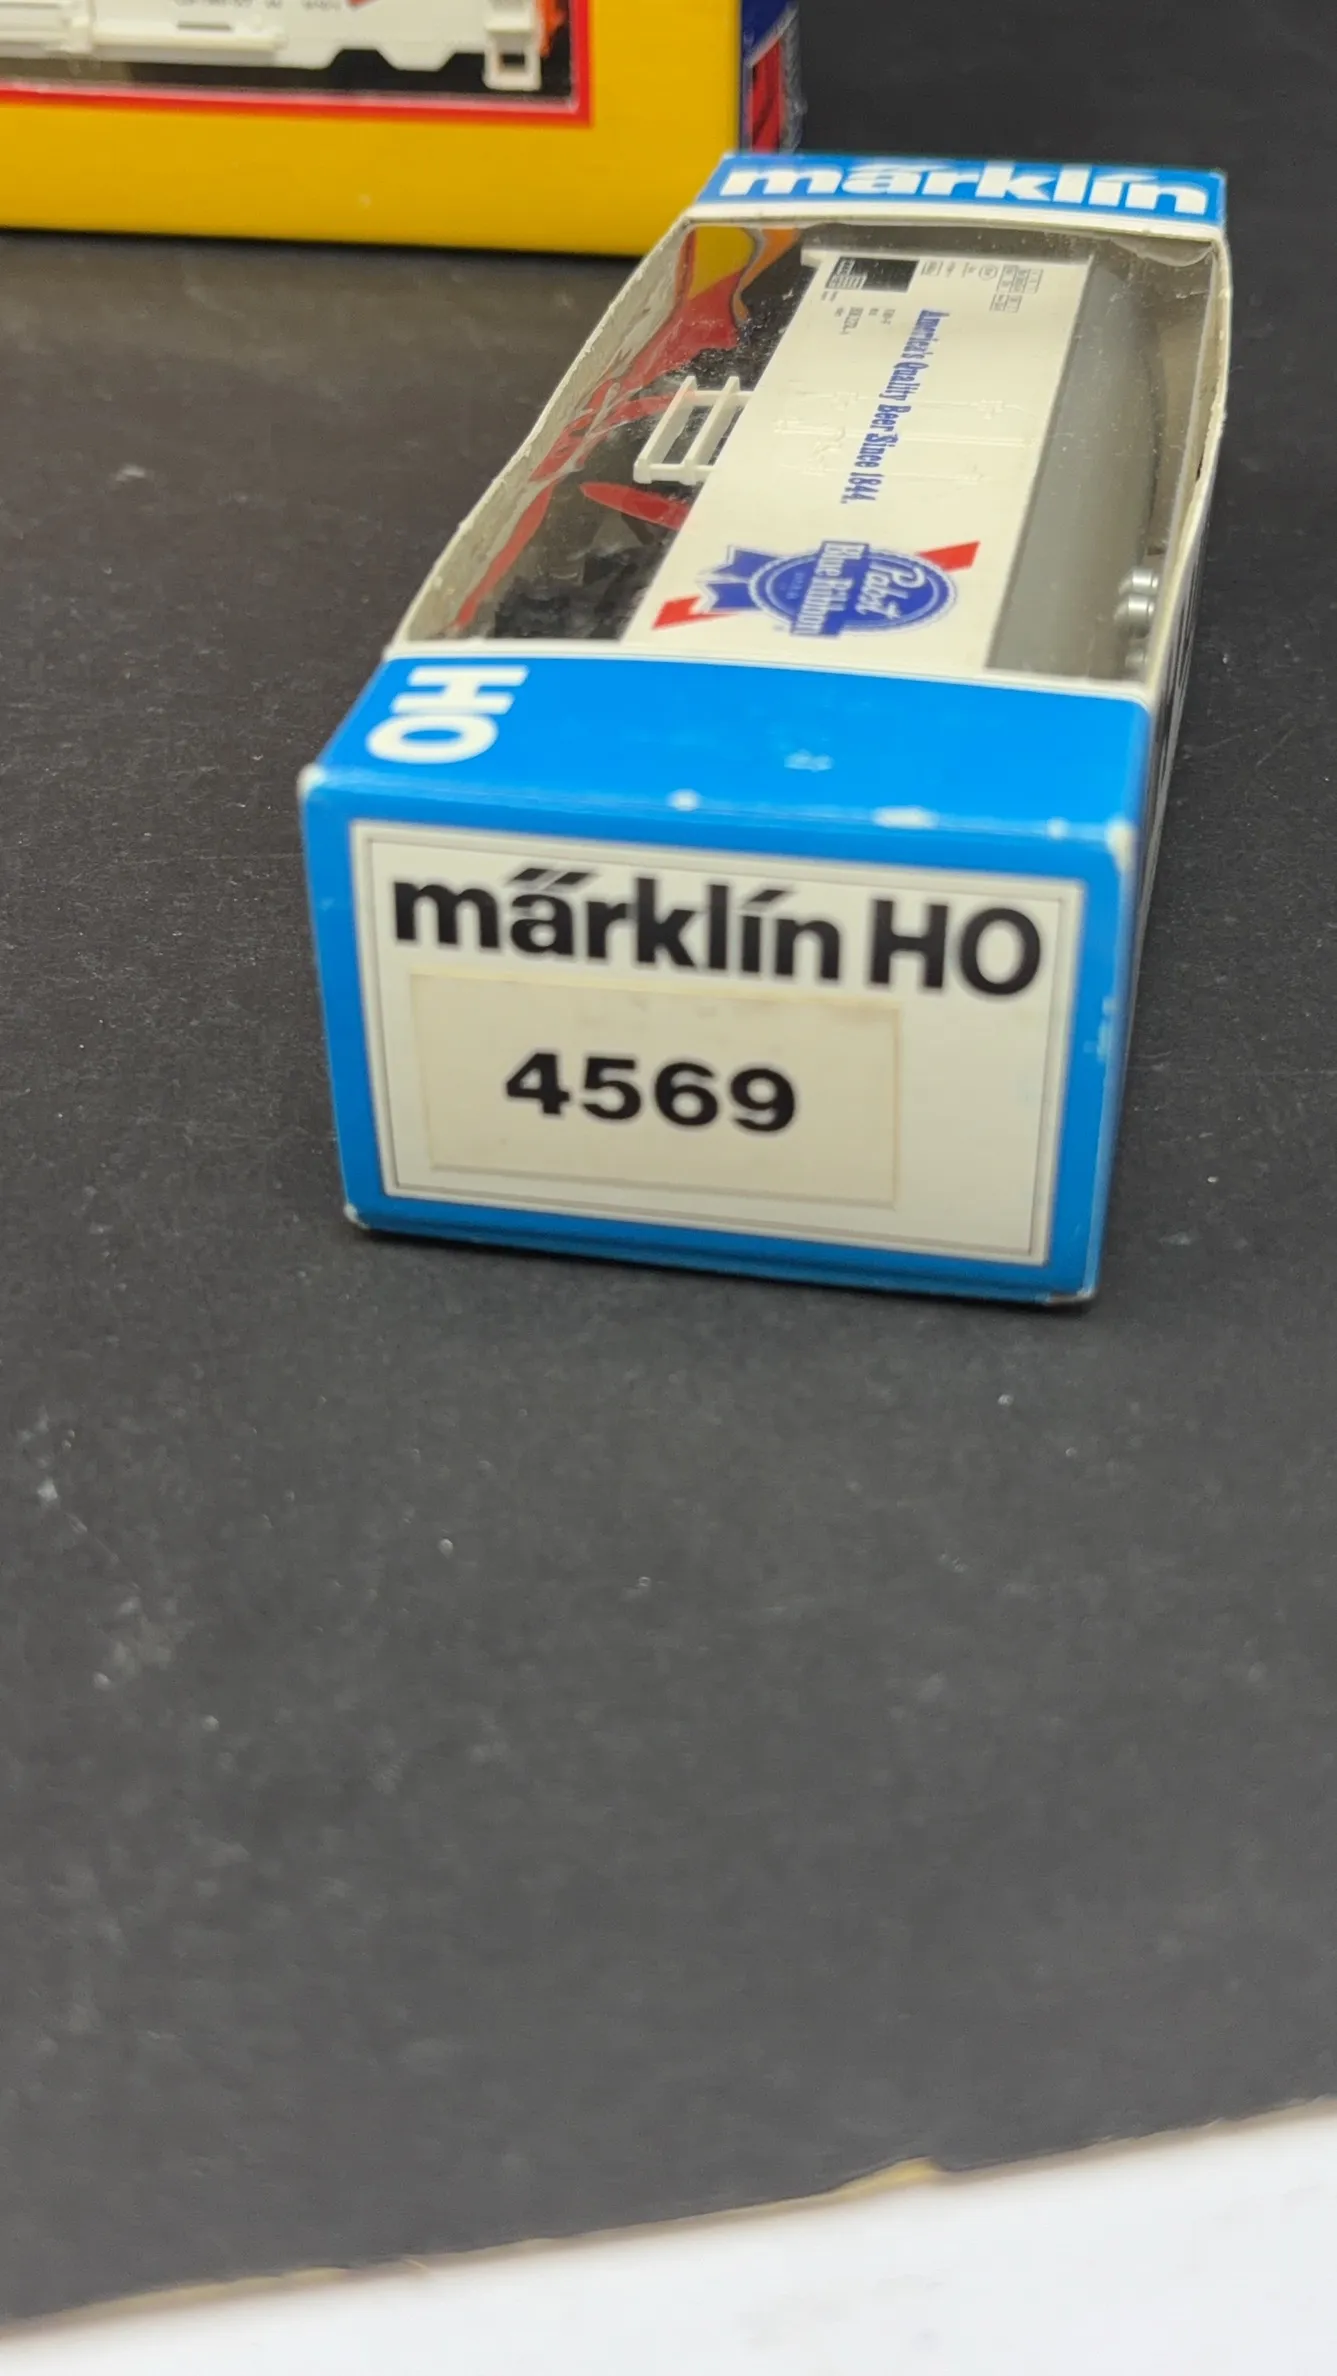 märklin
America's Quality Beer Since 1844.
Pabst
Blue Ribbon
HO
märklin HO
4569